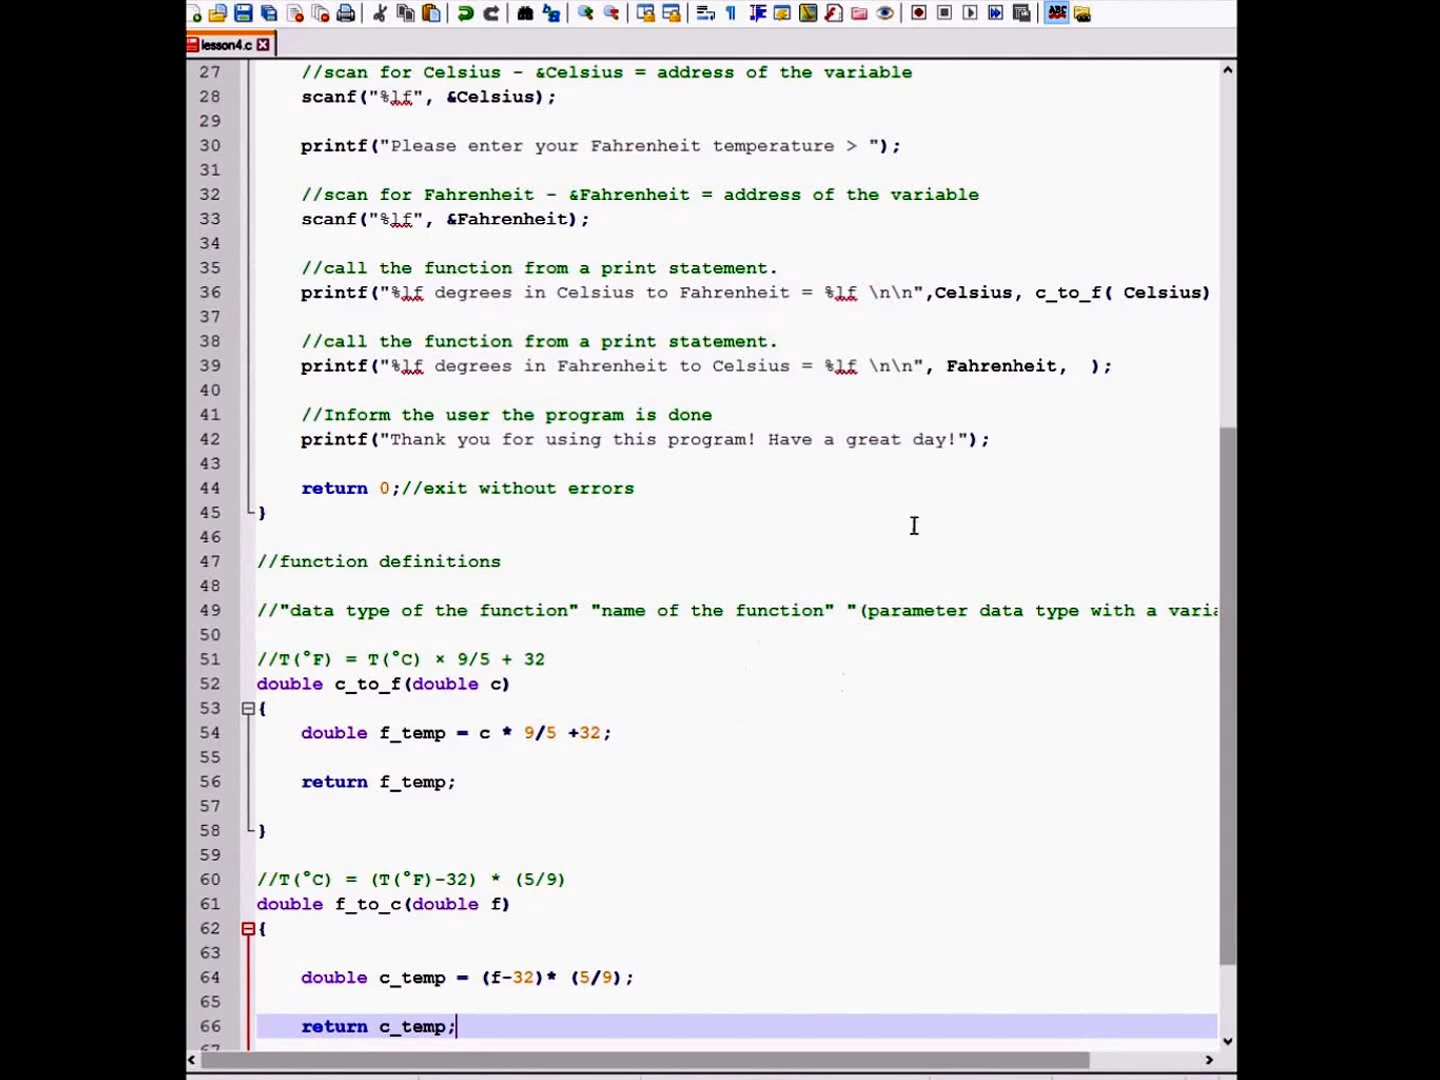 ABC
lesson4.c
27 //scan for Celsius - &Celsius = address of the variable
28 scanf("%lf", &Celsius);
29
30 printf("Please enter your Fahrenheit temperature > ");
31
32 //scan for Fahrenheit - &Fahrenheit = address of the variable
33 scanf("%lf", &Fahrenheit);
34
35 //call the function from a print statement.
36 printf("%lf degrees in Celsius to Fahrenheit = %lf \n\n",Celsius, c_to_f( Celsius)
37
38 //call the function from a print statement.
39 printf("%lf degrees in Fahrenheit to Celsius = %lf \n\n", Fahrenheit,  );
40
41 //Inform the user the program is done
42 printf("Thank you for using this program! Have a great day!");
43
44 return 0;//exit without errors
45 }
46
47 //function definitions
48
49 //"data type of the function" "name of the function" "(parameter data type with a varia
50
51 //T(°F) = T(°C) × 9/5 + 32
52 double c_to_f(double c)
53 {
54 double f_temp = c * 9/5 +32;
55
56 return f_temp;
57
58 }
59
60 //T(°C) = (T(°F)-32) * (5/9)
61 double f_to_c(double f)
62 {
63
64 double c_temp = (f-32)* (5/9);
65
66 return c_temp;
67